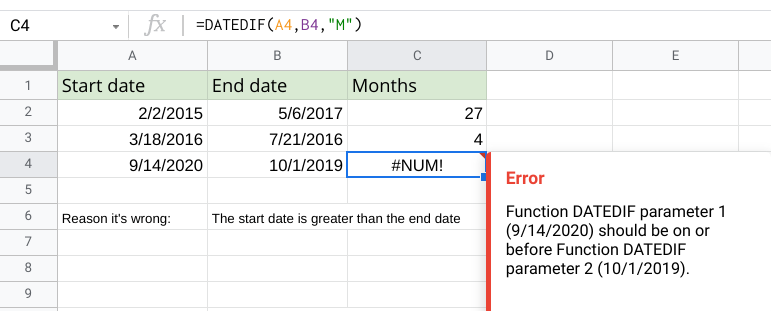 C4 fx =DATEDIF(A4,B4,"M")
A B C D E
1 Start date End date Months
2 2/2/2015 5/6/2017 27
3 3/18/2016 7/21/2016 4
4 9/14/2020 10/1/2019 #NUM!
5
6 Reason it's wrong: The start date is greater than the end date
7
8
9
Error
Function DATEDIF parameter 1
(9/14/2020) should be on or
before Function DATEDIF
parameter 2 (10/1/2019).